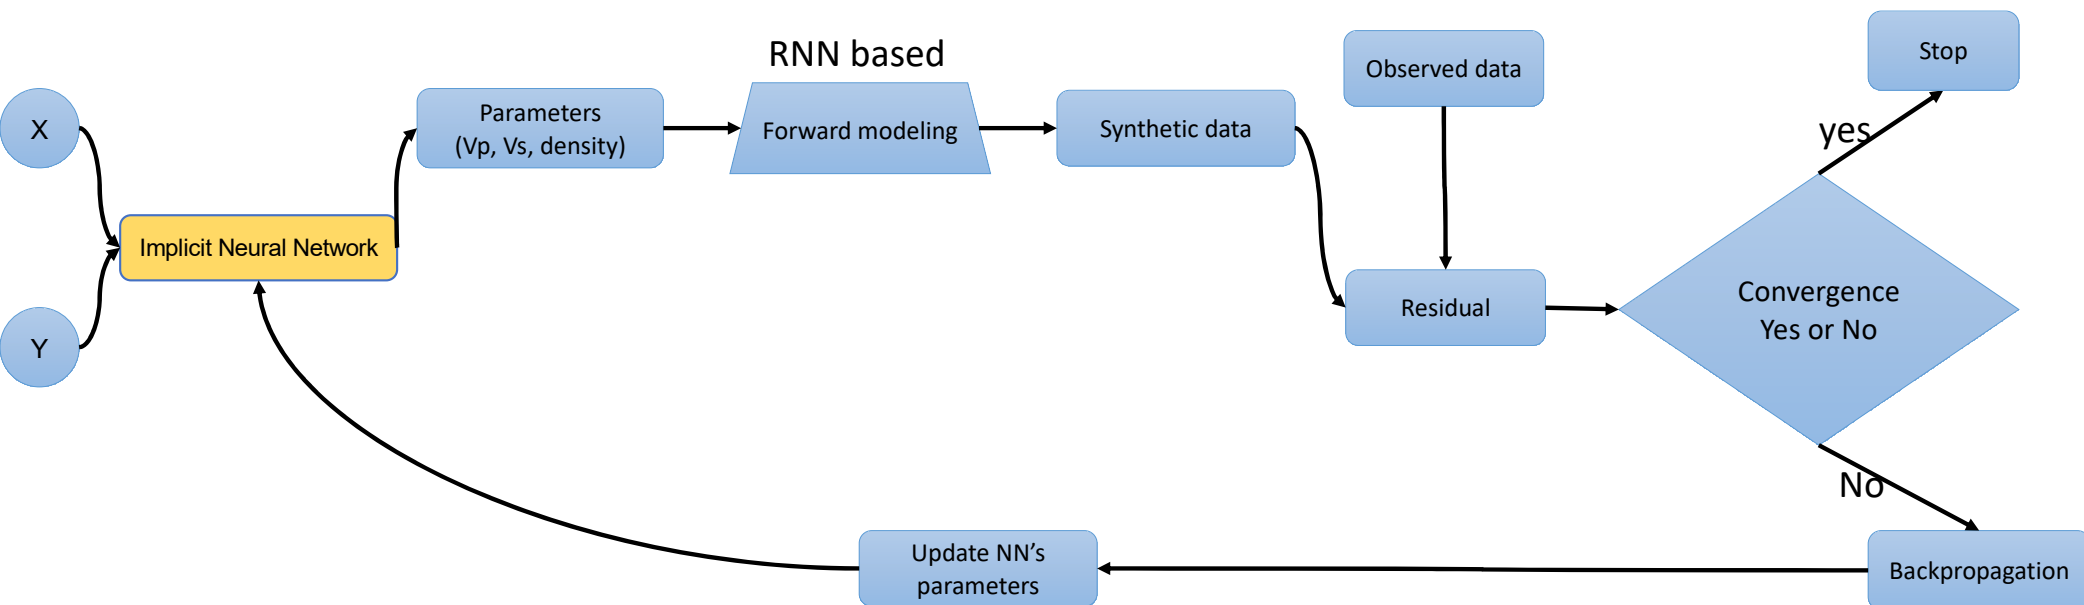 X
Y
Implicit Neural Network
Parameters
(Vp, Vs, density)
RNN based
Forward modeling
Synthetic data
Observed data
Residual
Convergence
Yes or No
yes
Stop
No
Backpropagation
Update NN’s
parameters